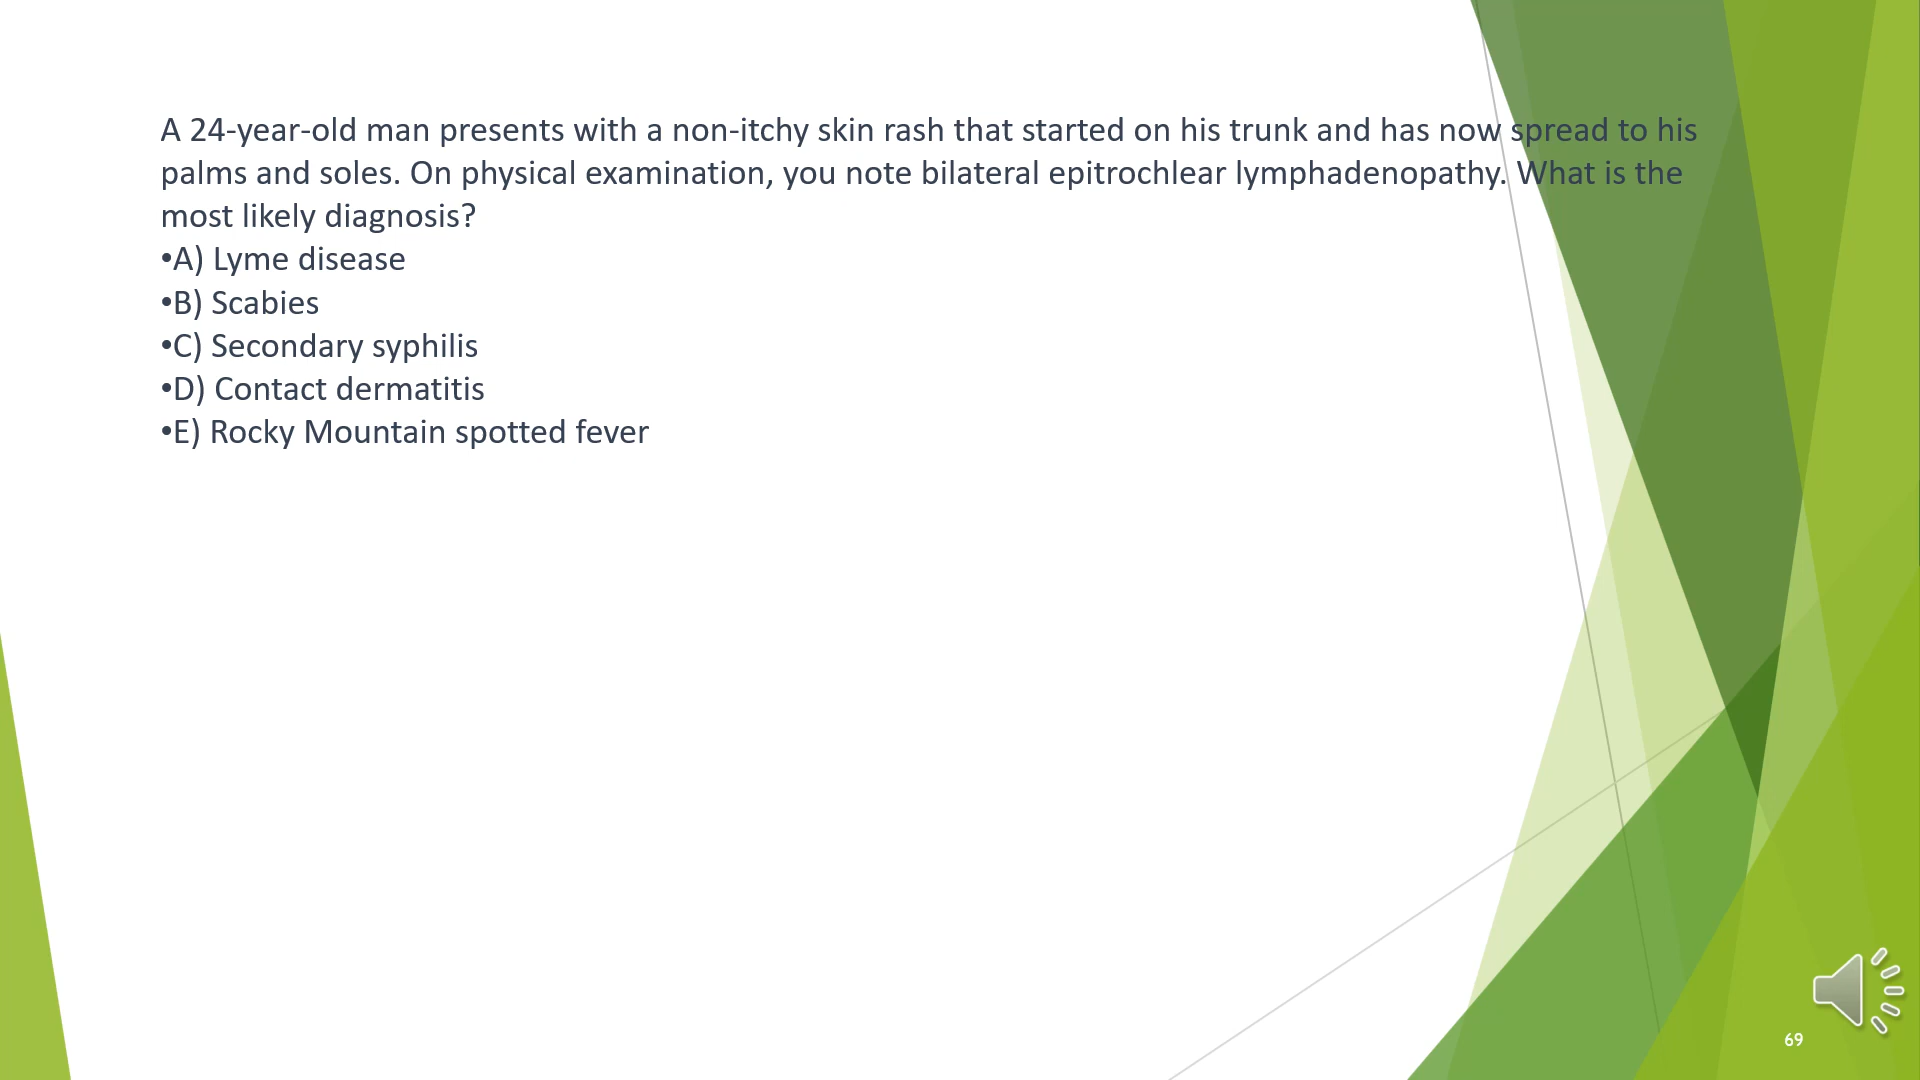 A 24-year-old man presents with a non-itchy skin rash that started on his trunk and has now spread to his
palms and soles. On physical examination, you note bilateral epitrochlear lymphadenopathy. What is the
most likely diagnosis?
•A) Lyme disease
•B) Scabies
•C) Secondary syphilis
•D) Contact dermatitis
•E) Rocky Mountain spotted fever
69